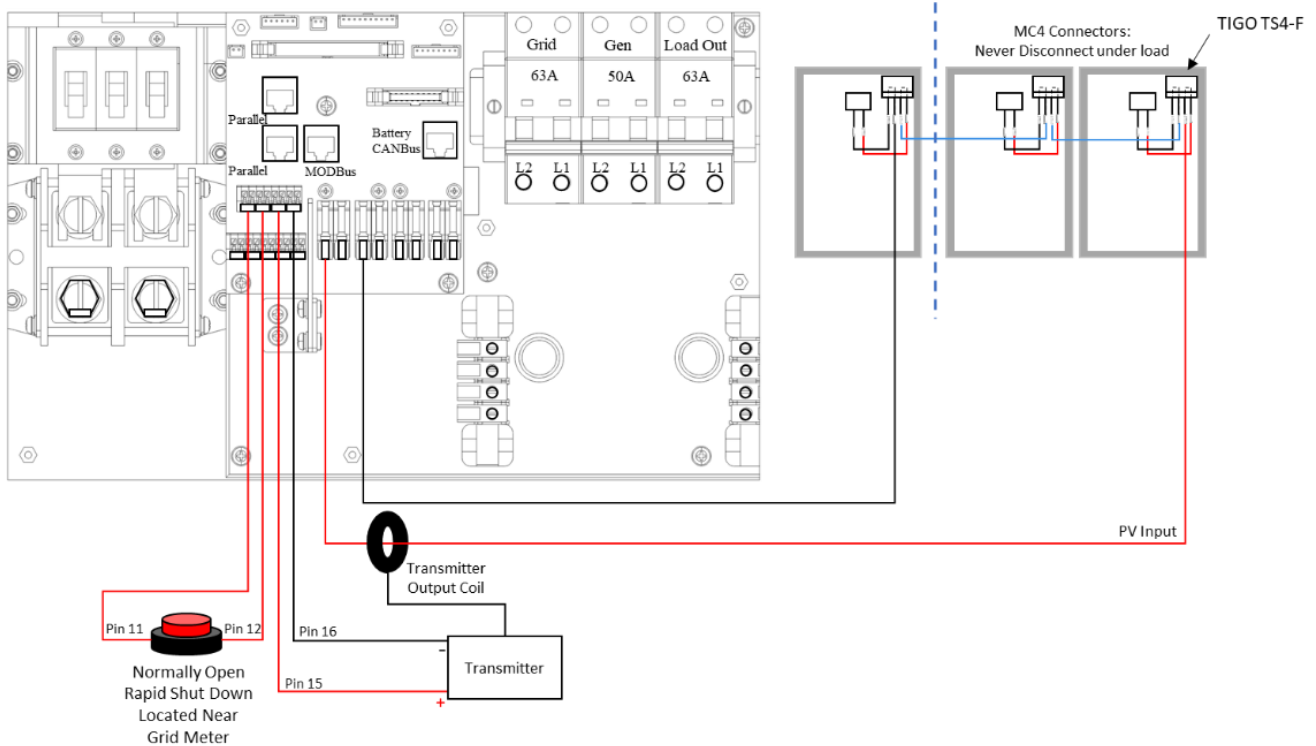 TIGO TS4-F
MC4 Connectors:
Never Disconnect under load
Grid
Gen
Load Out
63A
50A
63A
Parallel
Battery
CANBus
Parallel
MODBus
L2
L1
L2
L1
L2
L1
PV Input
Transmitter
Output Coil
Pin 11
Pin 12
Pin 16
-
Transmitter
Pin 15
+
Normally Open
Rapid Shut Down
Located Near
Grid Meter